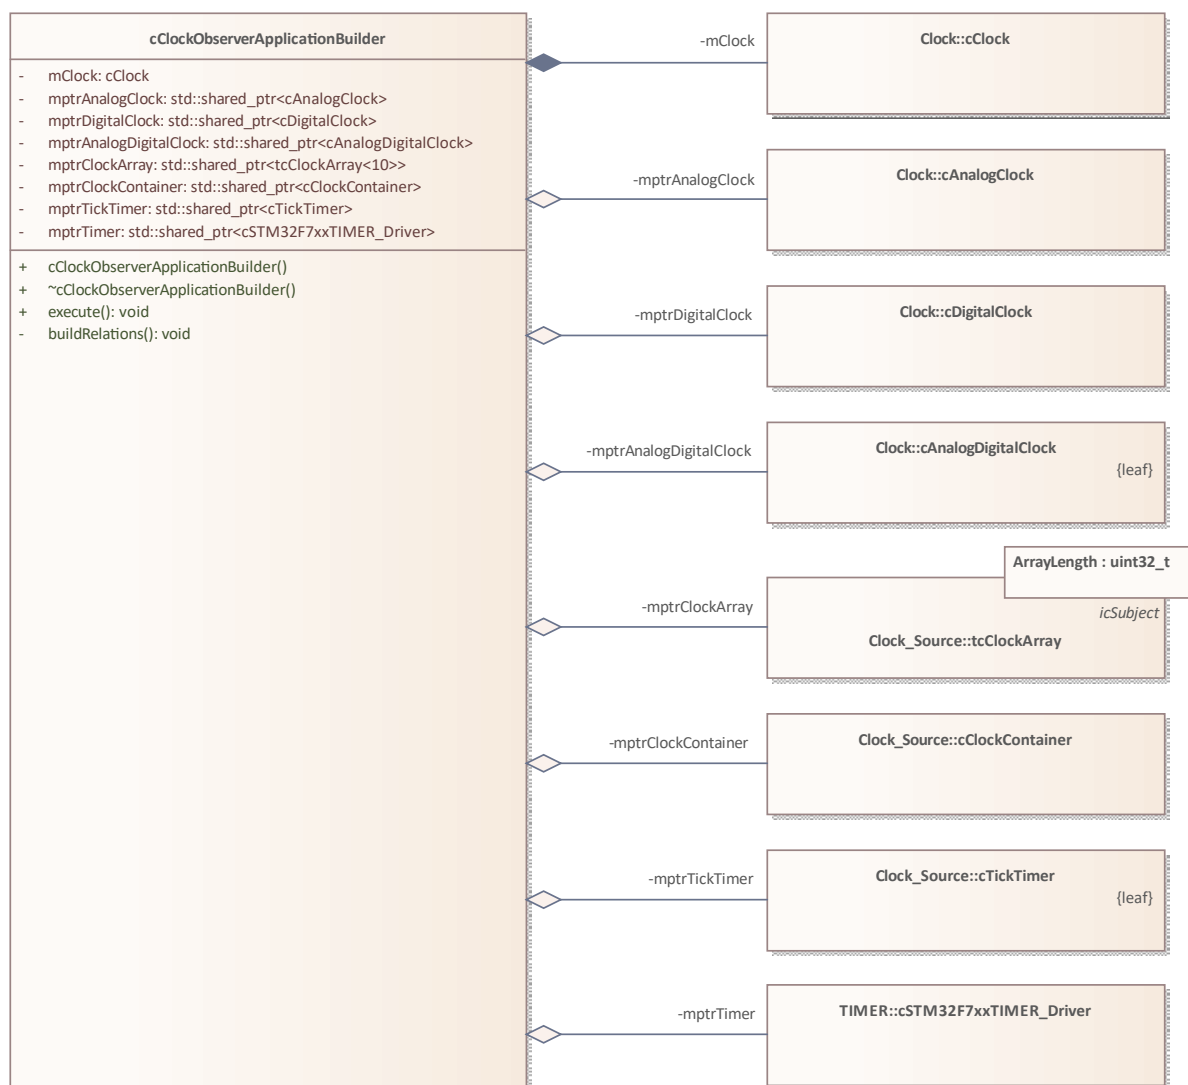 cClockObserverApplicationBuilder
- mClock: cClock
- mptrAnalogClock: std::shared_ptr<cAnalogClock>
- mptrDigitalClock: std::shared_ptr<cDigitalClock>
- mptrAnalogDigitalClock: std::shared_ptr<cAnalogDigitalClock>
- mptrClockArray: std::shared_ptr<tcClockArray<10>>
- mptrClockContainer: std::shared_ptr<cClockContainer>
- mptrTickTimer: std::shared_ptr<cTickTimer>
- mptrTimer: std::shared_ptr<cSTM32F7xxTIMER_Driver>
+ cClockObserverApplicationBuilder()
+ ~cClockObserverApplicationBuilder()
+ execute(): void
- buildRelations(): void
-mClock
Clock::cClock
-mptrAnalogClock
Clock::cAnalogClock
-mptrDigitalClock
Clock::cDigitalClock
-mptrAnalogDigitalClock
Clock::cAnalogDigitalClock
{leaf}
ArrayLength : uint32_t
-mptrClockArray
icSubject
Clock_Source::tcClockArray
-mptrClockContainer
Clock_Source::cClockContainer
-mptrTickTimer
Clock_Source::cTickTimer
{leaf}
-mptrTimer
TIMER::cSTM32F7xxTIMER_Driver